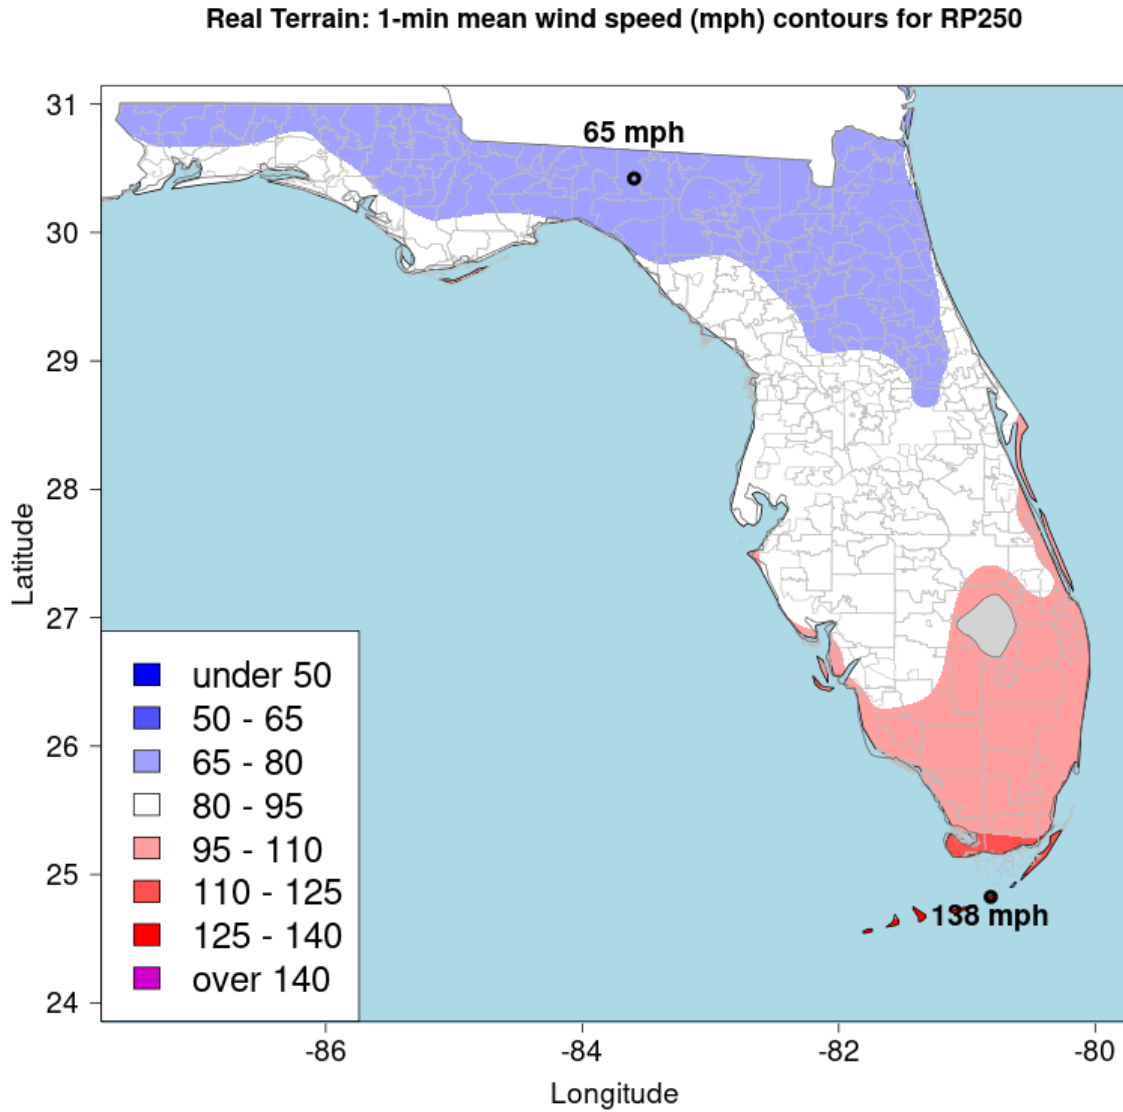 Real Terrain: 1-min mean wind speed (mph) contours for RP250
31
30
29
28
27
26
25
24
Latitude
65 mph
138 mph
under 50
50 - 65
65 - 80
80 - 95
95 - 110
110 - 125
125 - 140
over 140
-86
-84
-82
-80
Longitude